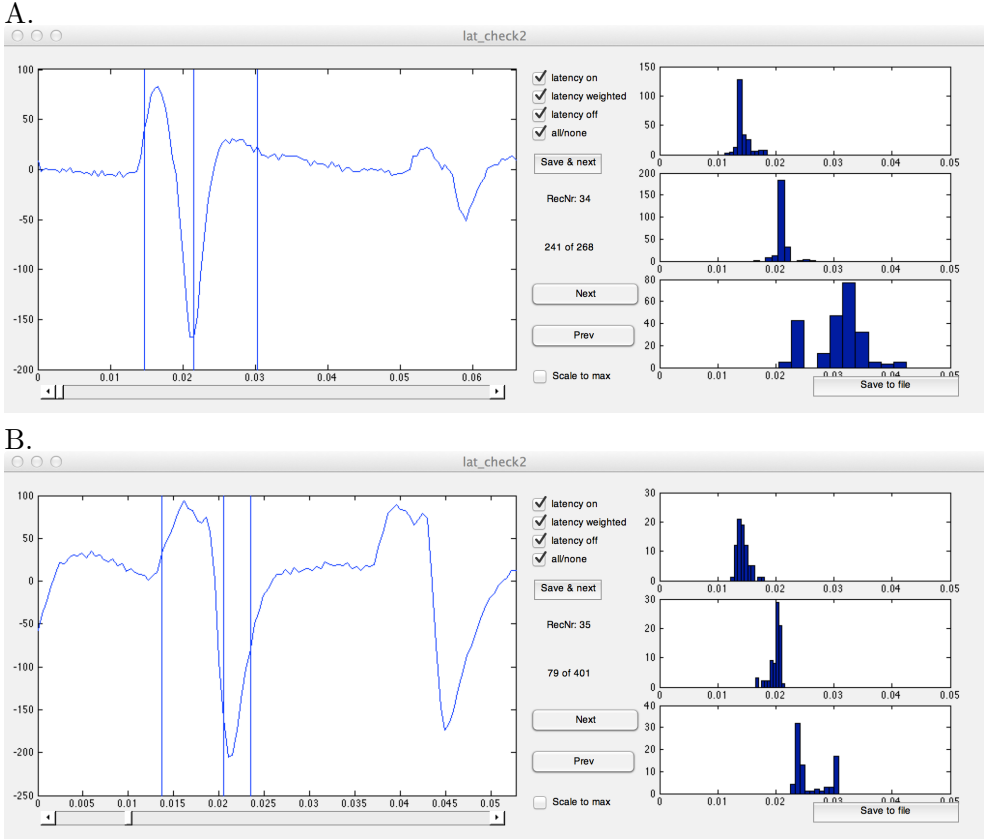 A.
lat_check2
100
50
0
-50
-100
-150
-200
0 0.01 0.02 0.03 0.04 0.05 0.06
latency on
latency weighted
latency off
all/none
Save & next
RecNr: 34
241 of 268
Next
Prev
Scale to max
150
100
50
0
0 0.01 0.02 0.03 0.04 0.05
200
150
100
50
0
0 0.01 0.02 0.03 0.04 0.05
80
60
40
20
0
0 0.01 0.02 0.03 0.04 0.05
Save to file
B.
lat_check2
100
50
0
-50
-100
-150
-200
-250
0 0.005 0.01 0.015 0.02 0.025 0.03 0.035 0.04 0.045 0.05
latency on
latency weighted
latency off
all/none
Save & next
RecNr: 35
79 of 401
Next
Prev
Scale to max
30
20
10
0
0 0.01 0.02 0.03 0.04 0.05
30
20
10
0
0 0.01 0.02 0.03 0.04 0.05
40
30
20
10
0
0 0.01 0.02 0.03 0.04 0.05
Save to file